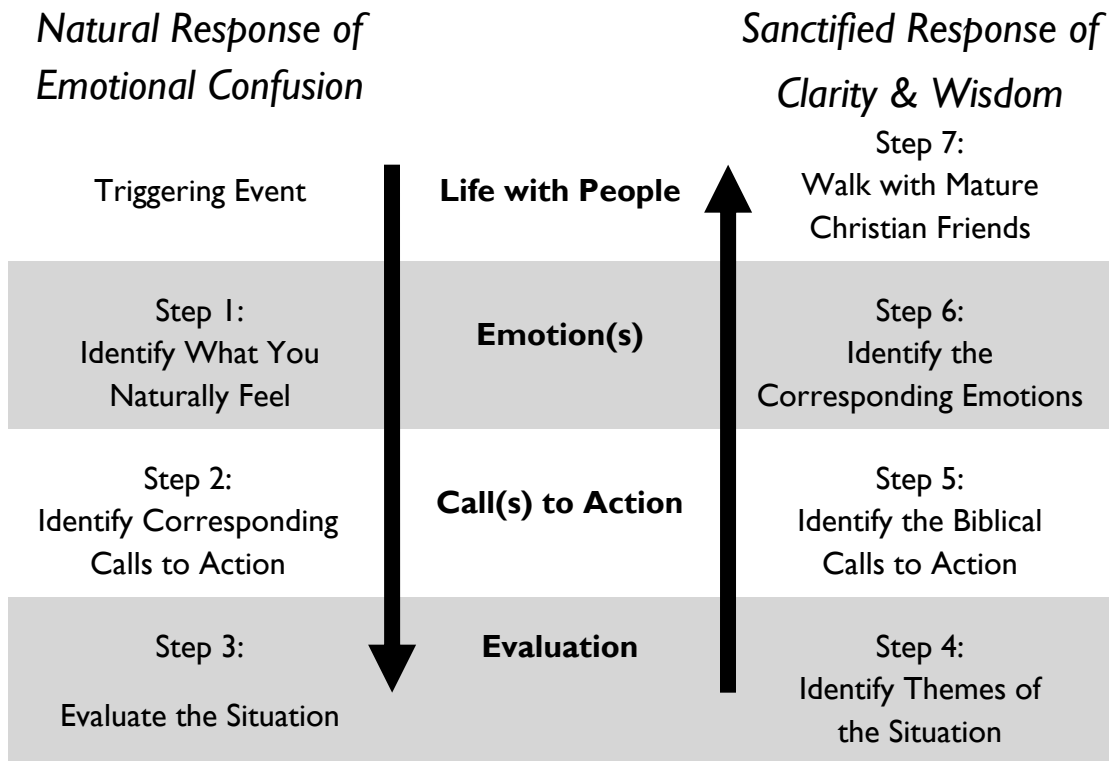 Natural Response of
Emotional Confusion
Sanctified Response of
Clarity & Wisdom
Triggering Event
Life with People
Step 7:
Walk with Mature
Christian Friends
Step 1:
Identify What You
Naturally Feel
Emotion(s)
Step 6:
Identify the
Corresponding Emotions
Step 2:
Identify Corresponding
Calls to Action
Call(s) to Action
Step 5:
Identify the Biblical
Calls to Action
Step 3:
Evaluate the Situation
Evaluation
Step 4:
Identify Themes of
the Situation